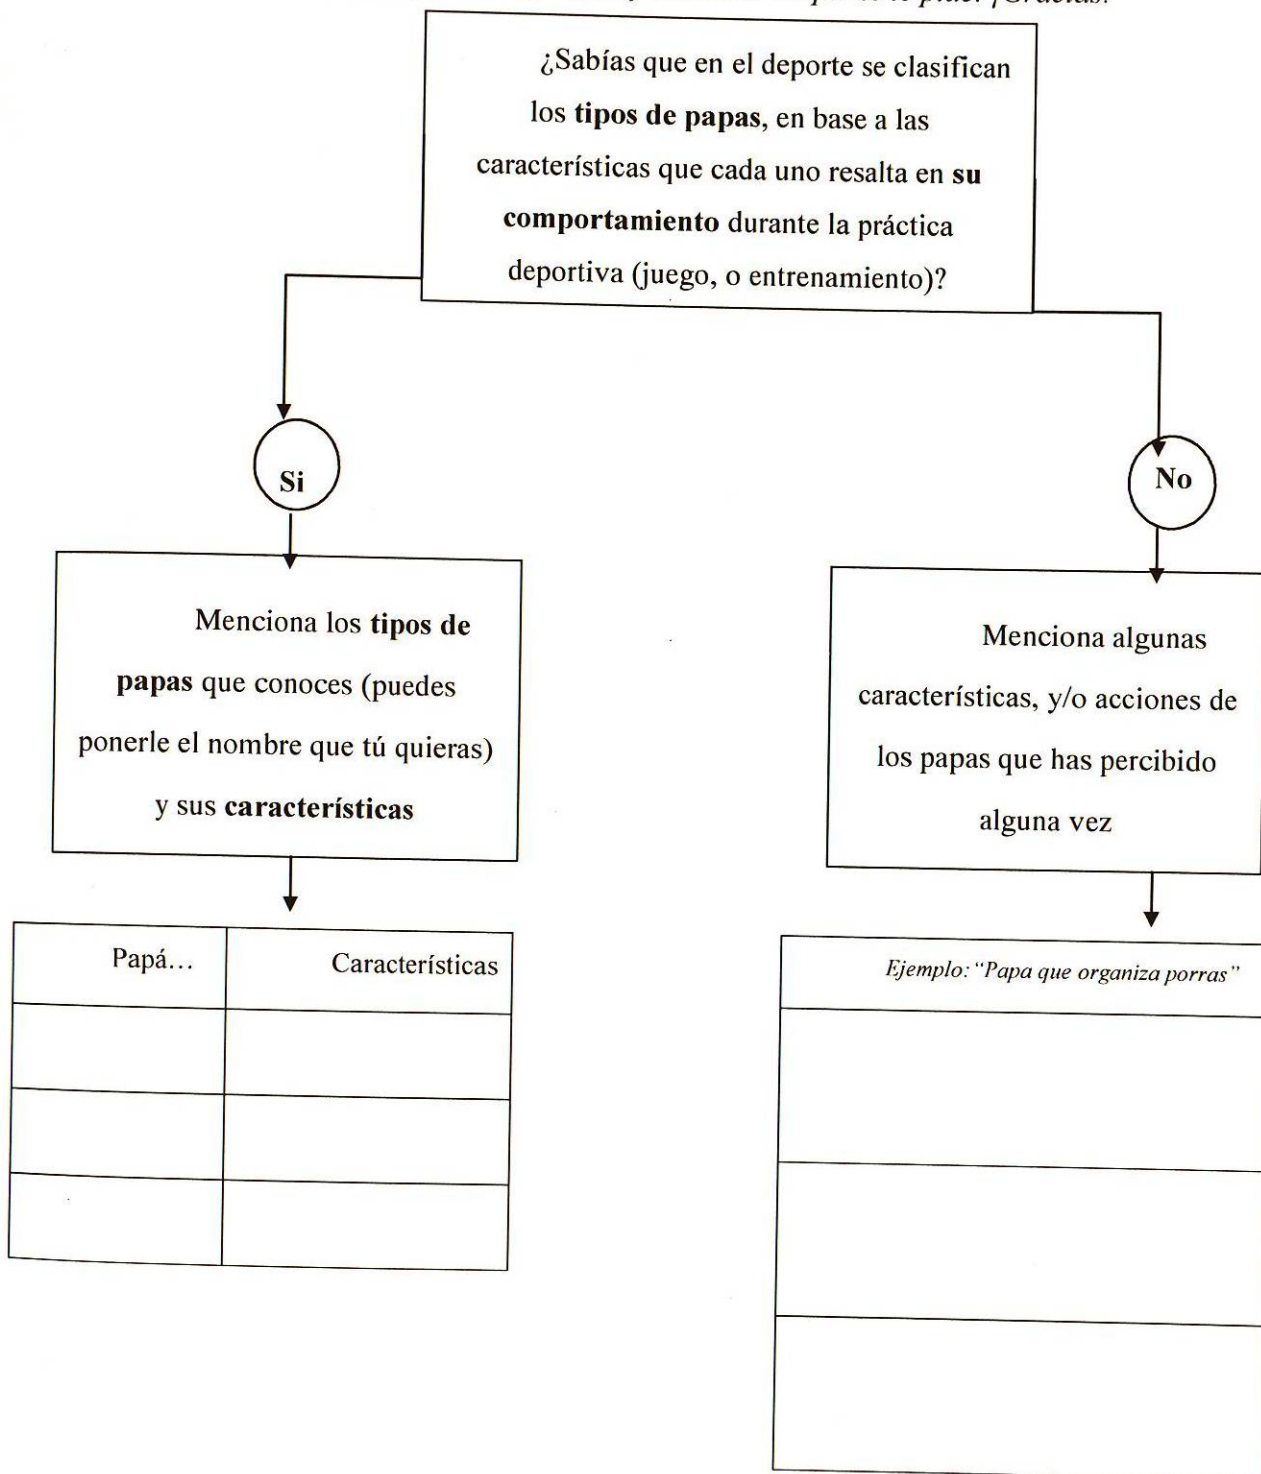 ¡Gracias!
¿Sabías que en el deporte se clasifican
los tipos de papas, en base a las
características que cada uno resalta en su
comportamiento durante la práctica
deportiva (juego, o entrenamiento)?
Si
No
Menciona los tipos de
papas que conoces (puedes
ponerle el nombre que tú quieras)
y sus características
Menciona algunas
características, y/o acciones de
los papas que has percibido
alguna vez
Papá... Características
Ejemplo: "Papa que organiza porras"